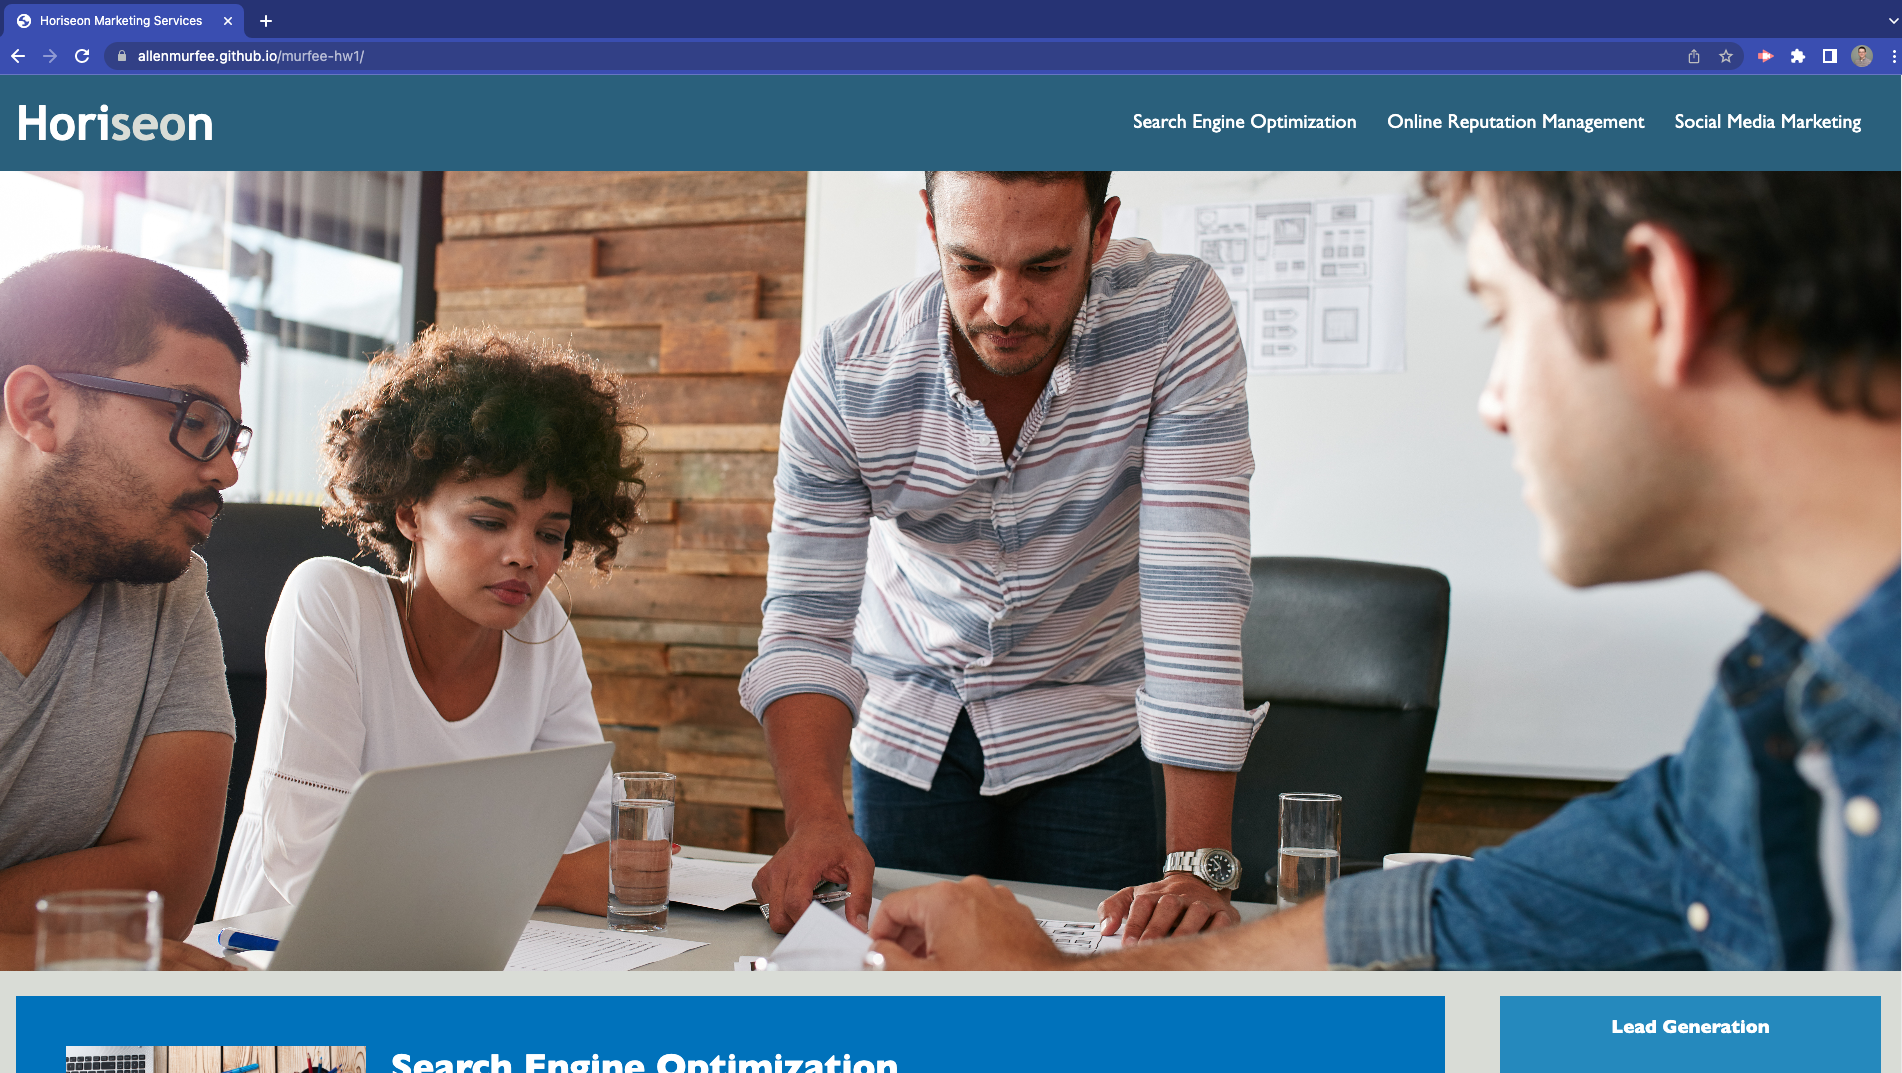 Horiseon Marketing Services
allenmurfee.github.io/murfee-hw1/
Horiseon
Search Engine Optimization Online Reputation Management Social Media Marketing
Search Engine Optimization
Lead Generation